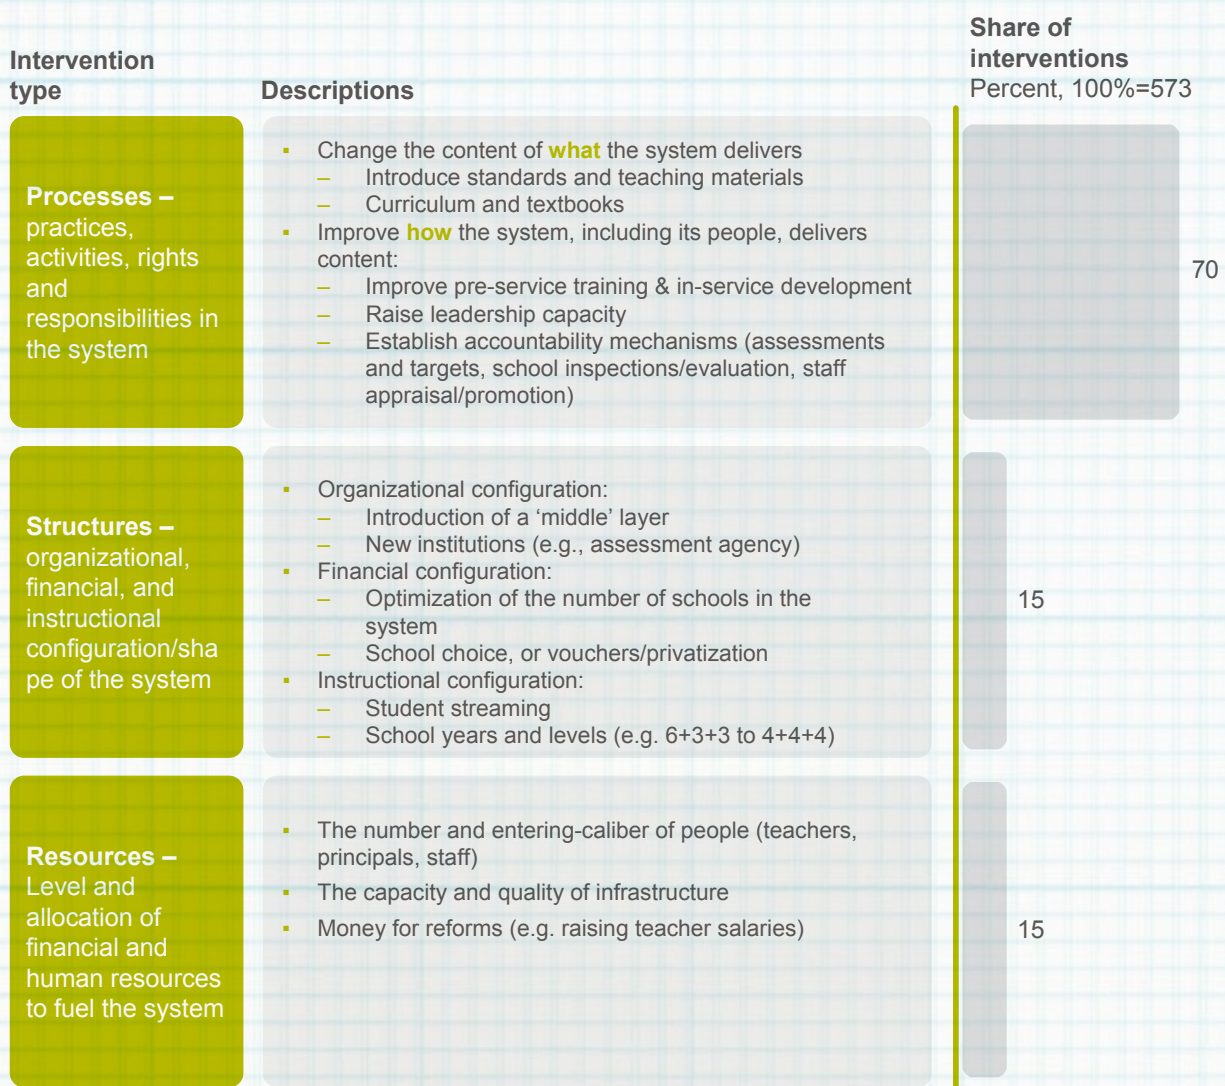 Intervention
type
Descriptions
Share of
interventions
Percent, 100%=573
Processes –
practices,
activities, rights
and
responsibilities in
the system
▪ Change the content of what the system delivers
– Introduce standards and teaching materials
– Curriculum and textbooks
▪ Improve how the system, including its people, delivers
content:
– Improve pre-service training & in-service development
– Raise leadership capacity
– Establish accountability mechanisms (assessments
and targets, school inspections/evaluation, staff
appraisal/promotion)
70
Structures –
organizational,
financial, and
instructional
configuration/sha
pe of the system
▪ Organizational configuration:
– Introduction of a ‘middle’ layer
– New institutions (e.g., assessment agency)
▪ Financial configuration:
– Optimization of the number of schools in the
system
– School choice, or vouchers/privatization
▪ Instructional configuration:
– Student streaming
– School years and levels (e.g. 6+3+3 to 4+4+4)
15
Resources –
Level and
allocation of
financial and
human resources
to fuel the system
▪ The number and entering-caliber of people (teachers,
principals, staff)
▪ The capacity and quality of infrastructure
▪ Money for reforms (e.g. raising teacher salaries)
15